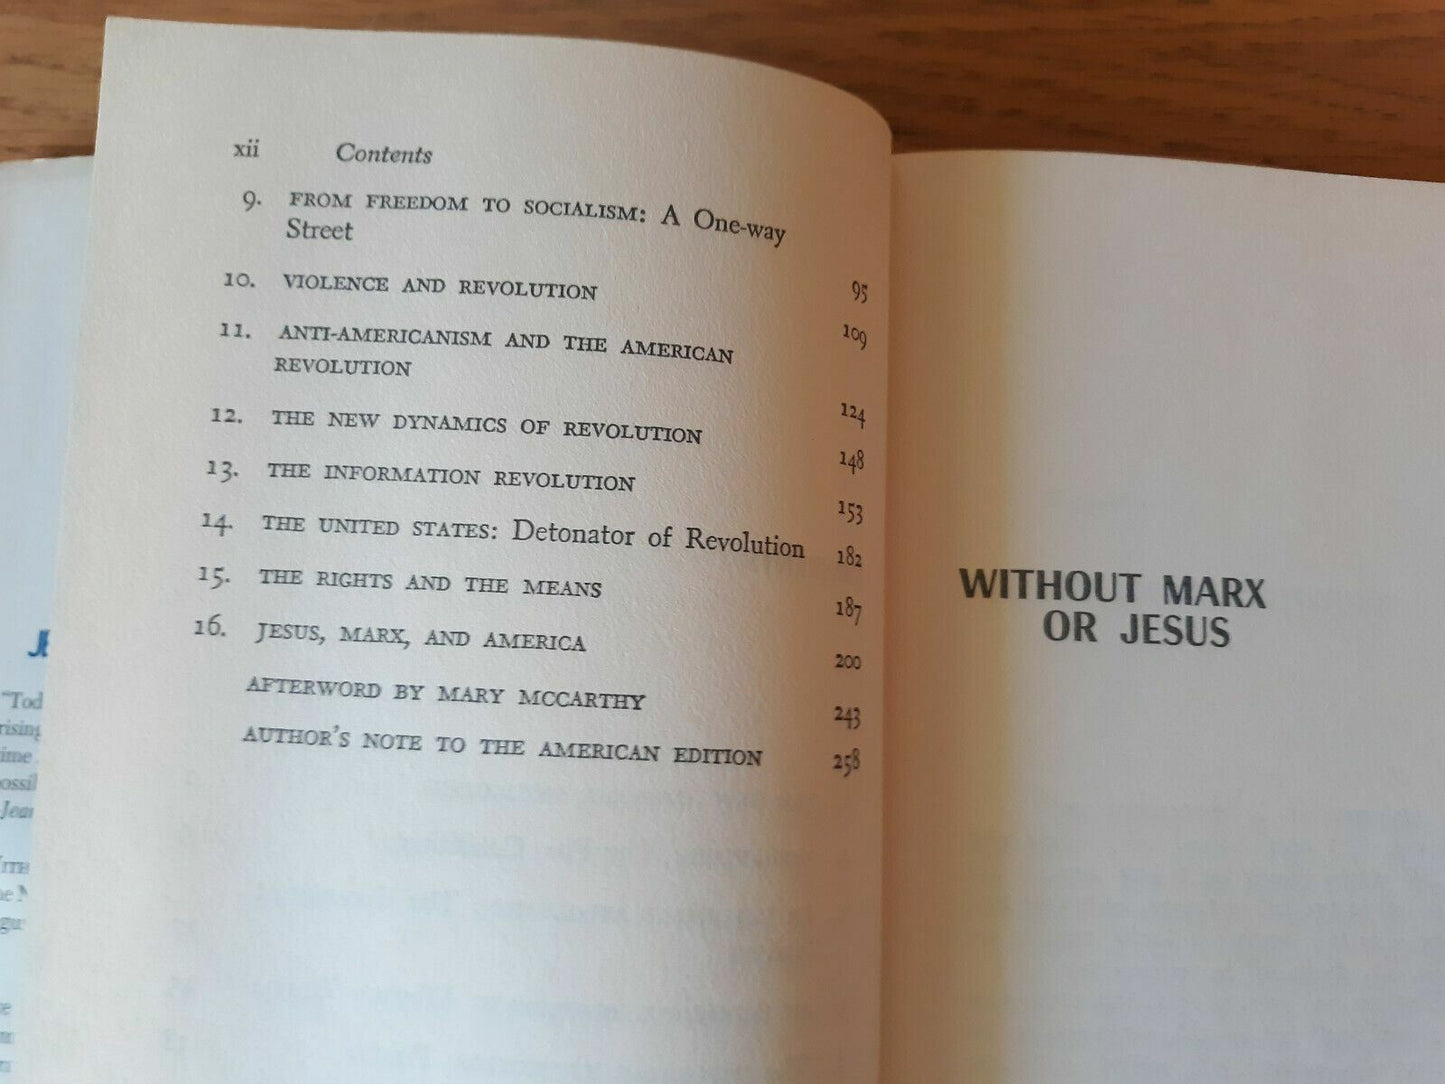 xii Contents
9. FROM FREEDOM TO SOCIALISM: A One-way
Street 95
10. VIOLENCE AND REVOLUTION 109
11. ANTI-AMERICANISM AND THE AMERICAN
REVOLUTION 124
12. THE NEW DYNAMICS OF REVOLUTION 148
13. THE INFORMATION REVOLUTION 153
14. THE UNITED STATES: Detonator of Revolution 182
15. THE RIGHTS AND THE MEANS 187
16. JESUS, MARX, AND AMERICA 200
AFTERWORD BY MARY MCCARTHY 243
AUTHOR'S NOTE TO THE AMERICAN EDITION 258
WITHOUT MARX
OR JESUS